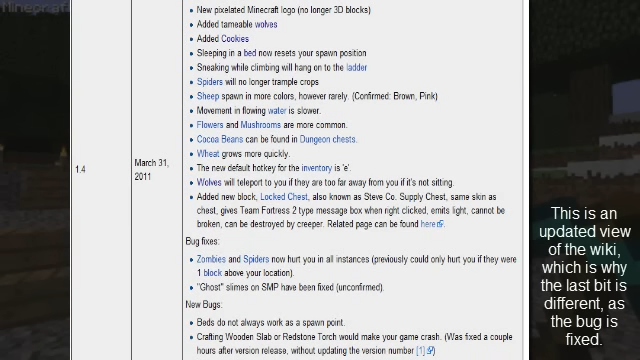 Minecraft
New pixelated Minecraft logo (no longer 3D blocks)
Added tameable wolves
Added Cookies
Sleeping in a bed now resets your spawn position
Sneaking while climbing will hang on to the ladder
Spiders will no longer trample crops
Sheep spawn in more colors, however rarely. (Confirmed: Brown, Pink)
Movement in flowing water is slower.
Flowers and Mushrooms are more common.
Cocoa Beans can be found in Dungeon chests.
Wheat grows more quickly.
The new default hotkey for the inventory is 'e'.
1.4
March 31,
2011
Wolves will teleport to you if they are too far away from you if it's not sitting.
Added new block, Locked Chest, also known as Steve Co. Supply Chest, same skin as
chest, gives Team Fortress 2 type message box when right clicked, emits light, cannot be
broken, can be destroyed by creeper. Related page can be found here.
Bug fixes:
Zombies and Spiders now hurt you in all instances (previously could only hurt you if they were
1 block above your location).
"Ghost" slimes on SMP have been fixed (unconfirmed).
New Bugs:
Beds do not always work as a spawn point.
Crafting Wooden Slab or Redstone Torch would make your game crash. (Was fixed a couple
hours after version release, without updating the version number [1])
This is an
updated view
of the wiki,
which is why
the last bit is
different, as
the bug is
fixed.